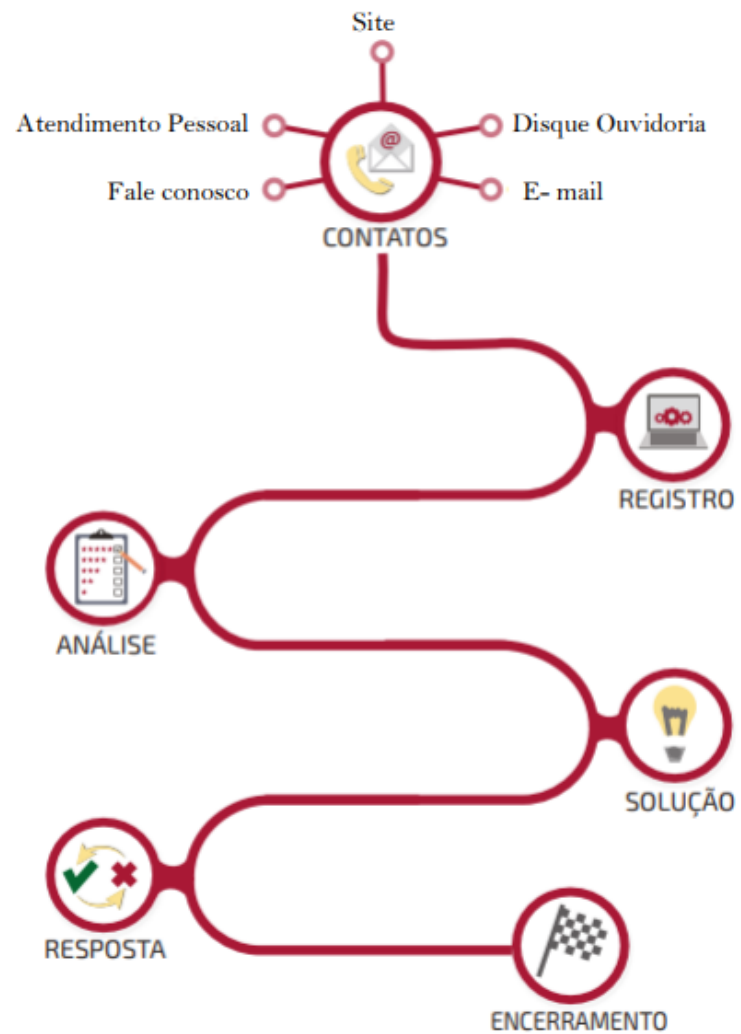 Site
Atendimento Pessoal
Disque Ouvidoria
Fale conosco
E- mail
@
CONTATOS
REGISTRO
ANÁLISE
SOLUÇÃO
RESPOSTA
ENCERRAMENTO